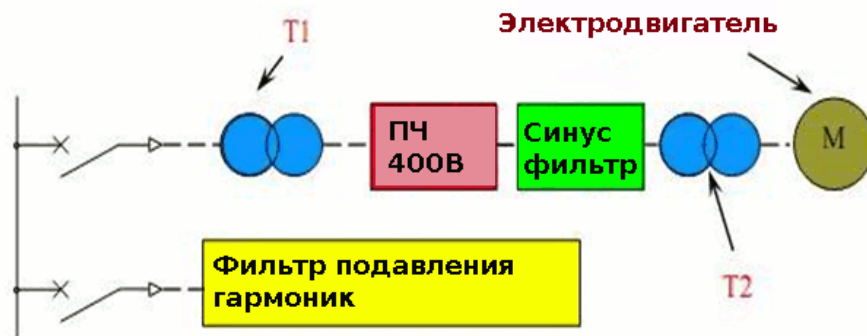 Электродвигатель
T1
ПЧ
400В
Синус
фильтр
M
Фильтр подавления
гармоник
T2